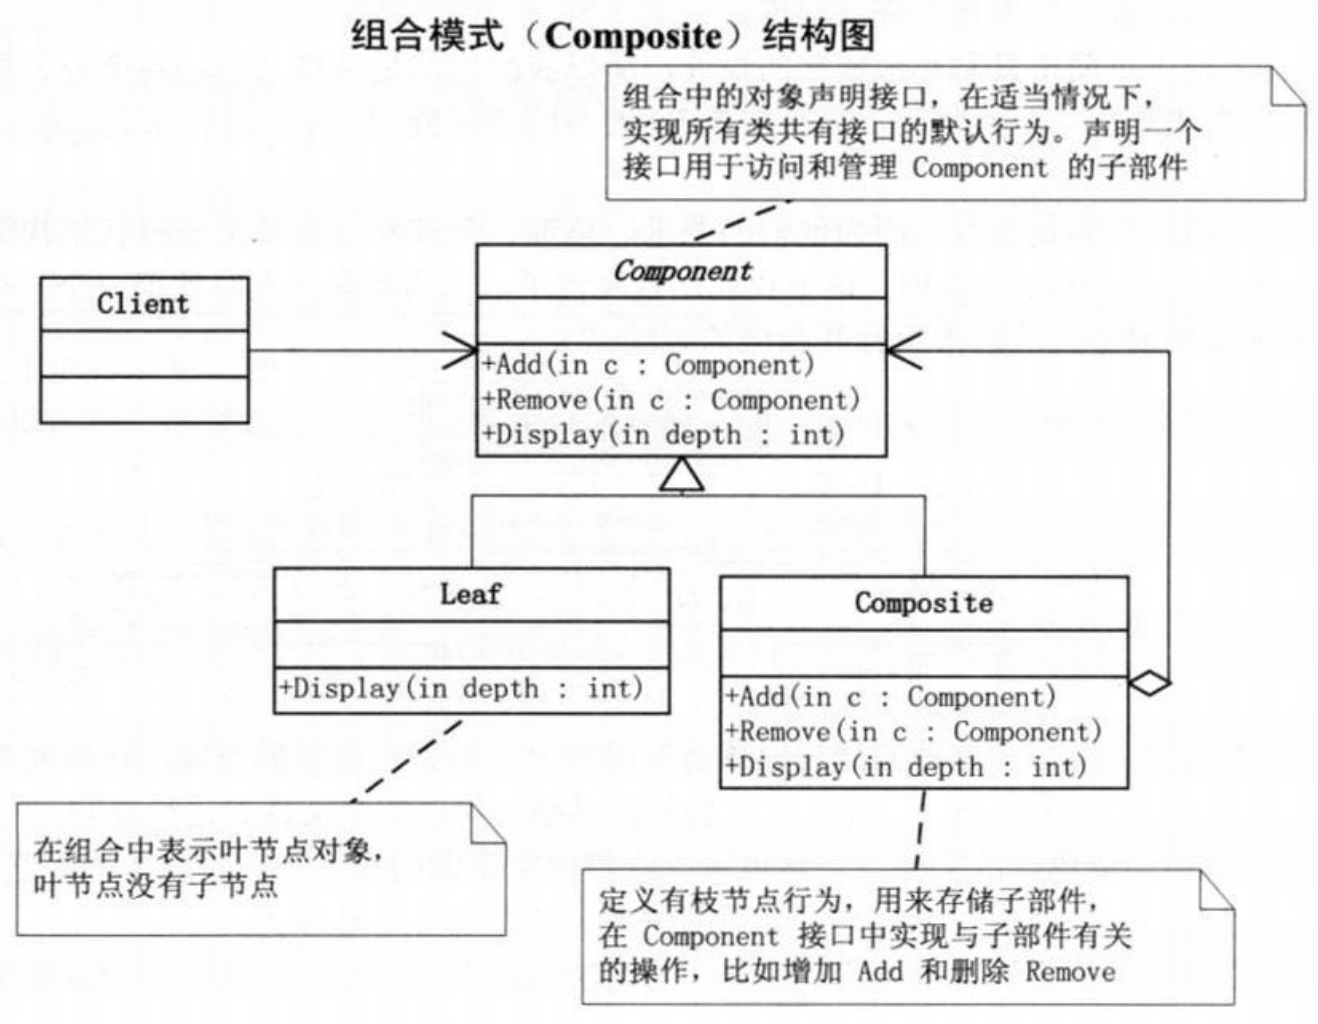 组合模式（Composite）结构图
组合中的对象声明接口，在适当情况下，
实现所有类共有接口的默认行为。声明一个
接口用于访问和管理 Component 的子部件
Component
+Add(in c : Component)
+Remove(in c : Component)
+Display(in depth : int)
Client
Leaf
+Display(in depth : int)
Composite
+Add(in c : Component)
+Remove(in c : Component)
+Display(in depth : int)
在组合中表示叶节点对象，
叶节点没有子节点
定义有枝节点行为，用来存储子部件，
在 Component 接口中实现与子部件有关
的操作，比如增加 Add 和删除 Remove